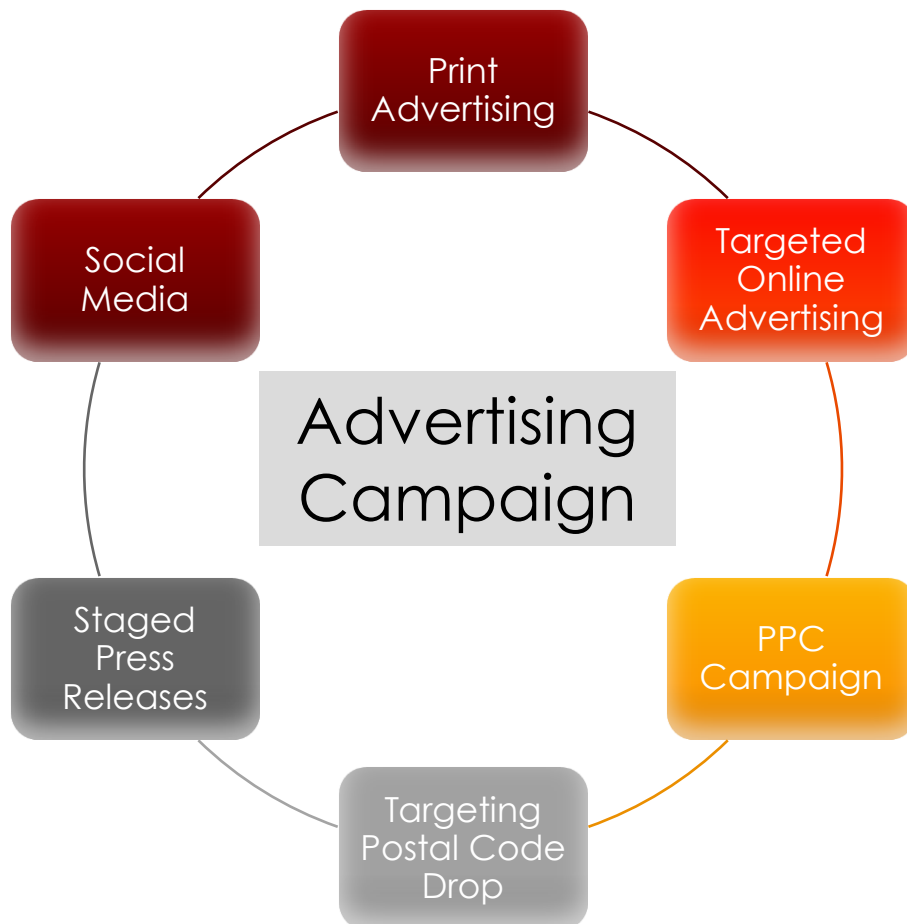 Print
Advertising
Targeted
Online
Advertising
PPC
Campaign
Targeting
Postal Code
Drop
Staged
Press
Releases
Social
Media
Advertising
Campaign